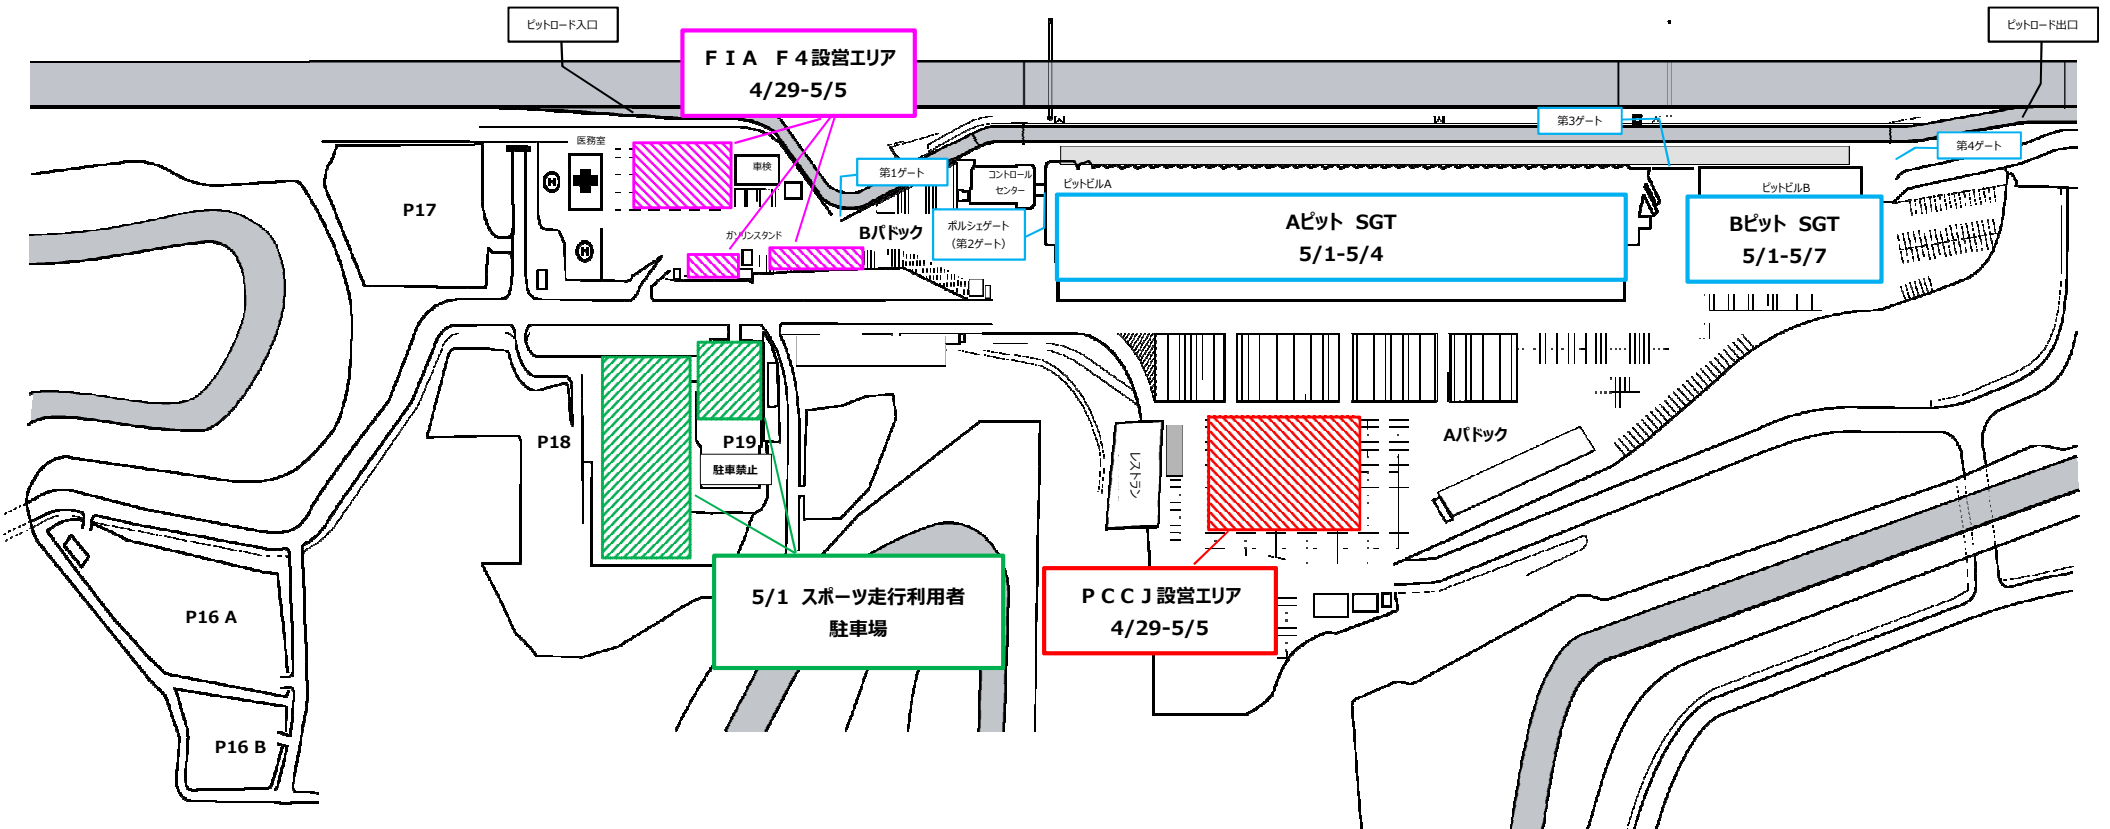 ピットロード入口
ピットロード出口
ＦＩＡ　Ｆ４設営エリア
4/29-5/5
第3ゲート
第4ゲート
医務室
車検
第1ゲート
コントロール
センター
ピットビルA
ピットビルB
H
P17
Aピット SGT
5/1-5/4
Bピット SGT
5/1-5/7
ポルシェゲート
（第2ゲート）
Bパドック
ガソリンスタンド
H
P18
P19
駐車禁止
Aパドック
レストラン
5/1 スポーツ走行利用者
駐車場
ＰＣＣＪ設営エリア
4/29-5/5
P16 A
P16 B